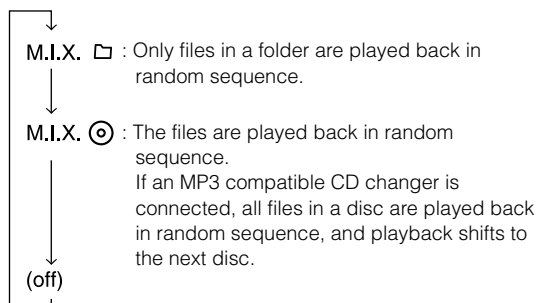 M.I.X. : Only files in a folder are played back in
random sequence.
M.I.X. : The files are played back in random
sequence.
If an MP3 compatible CD changer is
connected, all files in a disc are played back
in random sequence, and playback shifts to
the next disc.
(off)